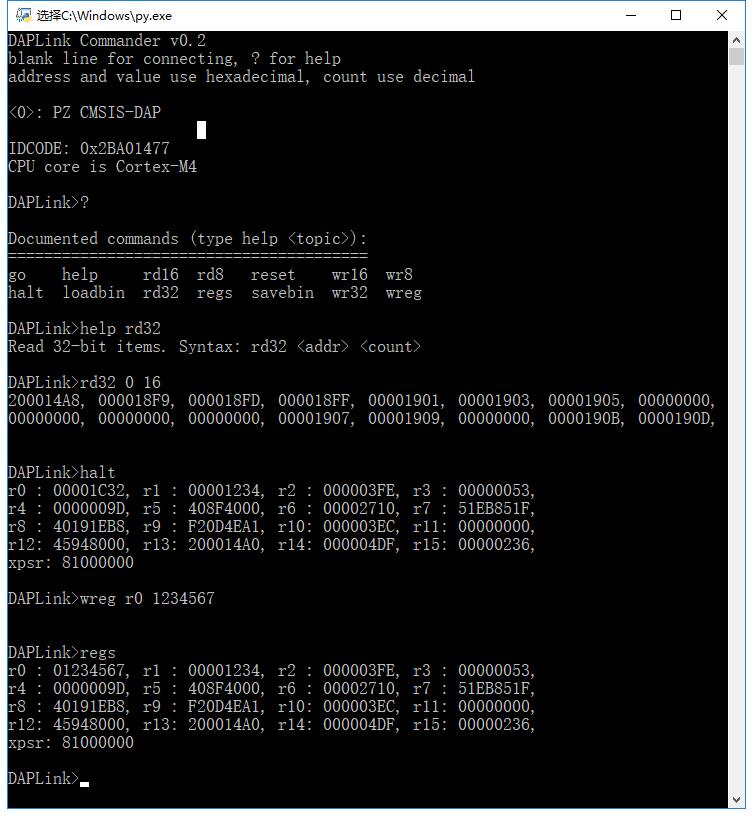 选择C:\Windows\py.exe
DAPLink Commander v0.2
blank line for connecting, ? for help
address and value use hexadecimal, count use decimal
<0>: PZ CMSIS-DAP
IDCODE: 0x2BA01477
CPU core is Cortex-M4
DAPLink>?
Documented commands (type help <topic>):
========================================
go    help     rd16  rd8   reset    wr16  wr8
halt  loadbin  rd32  regs  savebin  wr32  wreg
DAPLink>help rd32
Read 32-bit items. Syntax: rd32 <addr> <count>
DAPLink>rd32 0 16
200014A8, 000018F9, 000018FD, 000018FF, 00001901, 00001903, 00001905, 00000000,
00000000, 00000000, 00000000, 00001907, 00001909, 00000000, 0000190B, 0000190D,
DAPLink>halt
r0 : 00001C32, r1 : 00001234, r2 : 000003FE, r3 : 00000053,
r4 : 0000009D, r5 : 408F4000, r6 : 00002710, r7 : 51EB851F,
r8 : 40191EB8, r9 : F20D4EA1, r10: 000003EC, r11: 00000000,
r12: 45948000, r13: 200014A0, r14: 000004DF, r15: 00000236,
xpsr: 81000000
DAPLink>wreg r0 1234567
DAPLink>regs
r0 : 01234567, r1 : 00001234, r2 : 000003FE, r3 : 00000053,
r4 : 0000009D, r5 : 408F4000, r6 : 00002710, r7 : 51EB851F,
r8 : 40191EB8, r9 : F20D4EA1, r10: 000003EC, r11: 00000000,
r12: 45948000, r13: 200014A0, r14: 000004DF, r15: 00000236,
xpsr: 81000000
DAPLink>